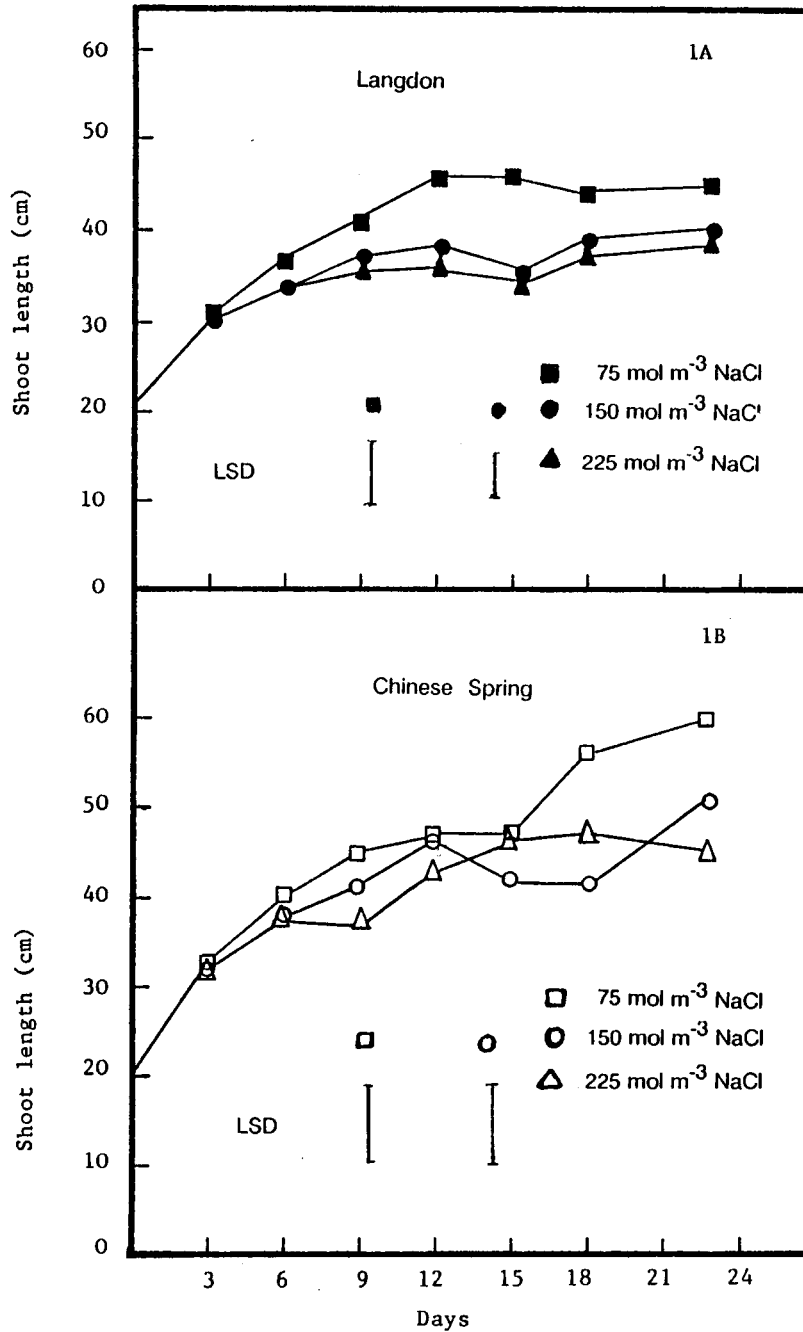 60
1A
Langdon
50
40
30
20
10
0
Shoot length (cm)
75 mol m⁻³ NaCl
150 mol m⁻³ NaC'
225 mol m⁻³ NaCl
LSD
1B
Chinese Spring
60
50
40
30
20
10
0
Shoot length (cm)
75 mol m⁻³ NaCl
150 mol m⁻³ NaCl
225 mol m⁻³ NaCl
LSD
3 6 9 12 15 18 21 24
Days